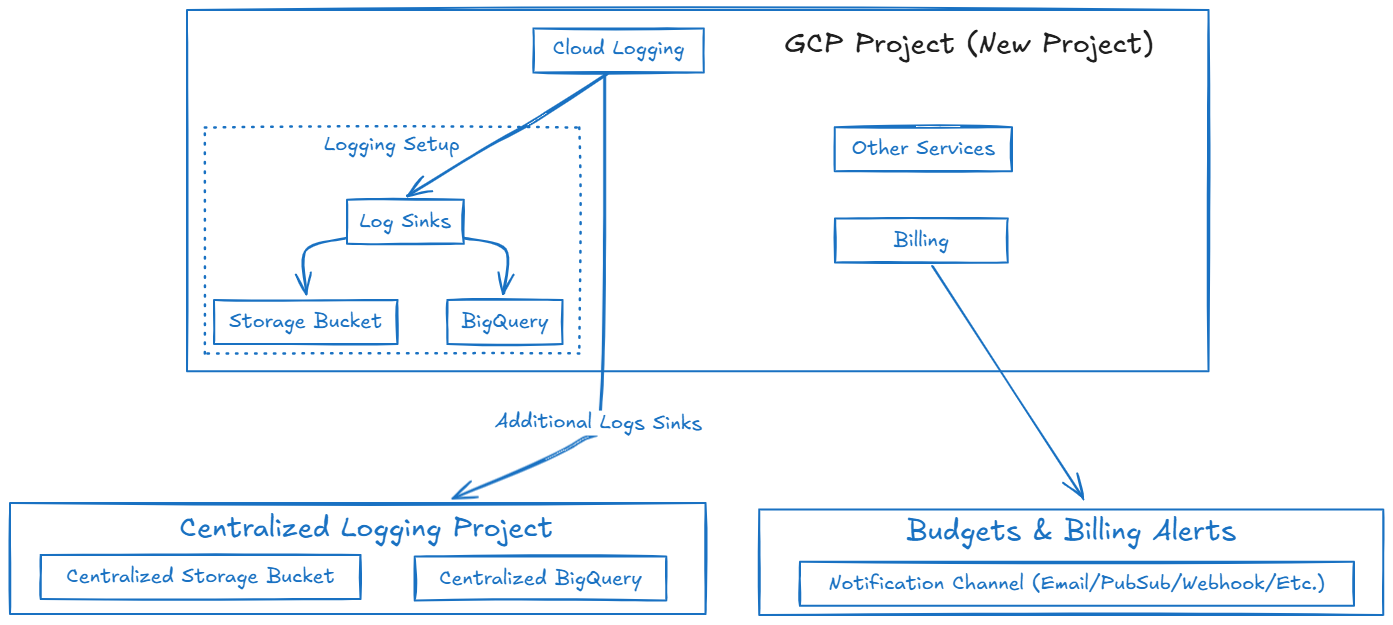 Cloud Logging
GCP Project (New Project)
Logging Setup
Other Services
Log Sinks
Billing
Storage Bucket
BigQuery
Additional Logs Sinks
Centralized Logging Project
Centralized Storage Bucket
Centralized BigQuery
Budgets & Billing Alerts
Notification Channel (Email/PubSub/Webhook/Etc.)